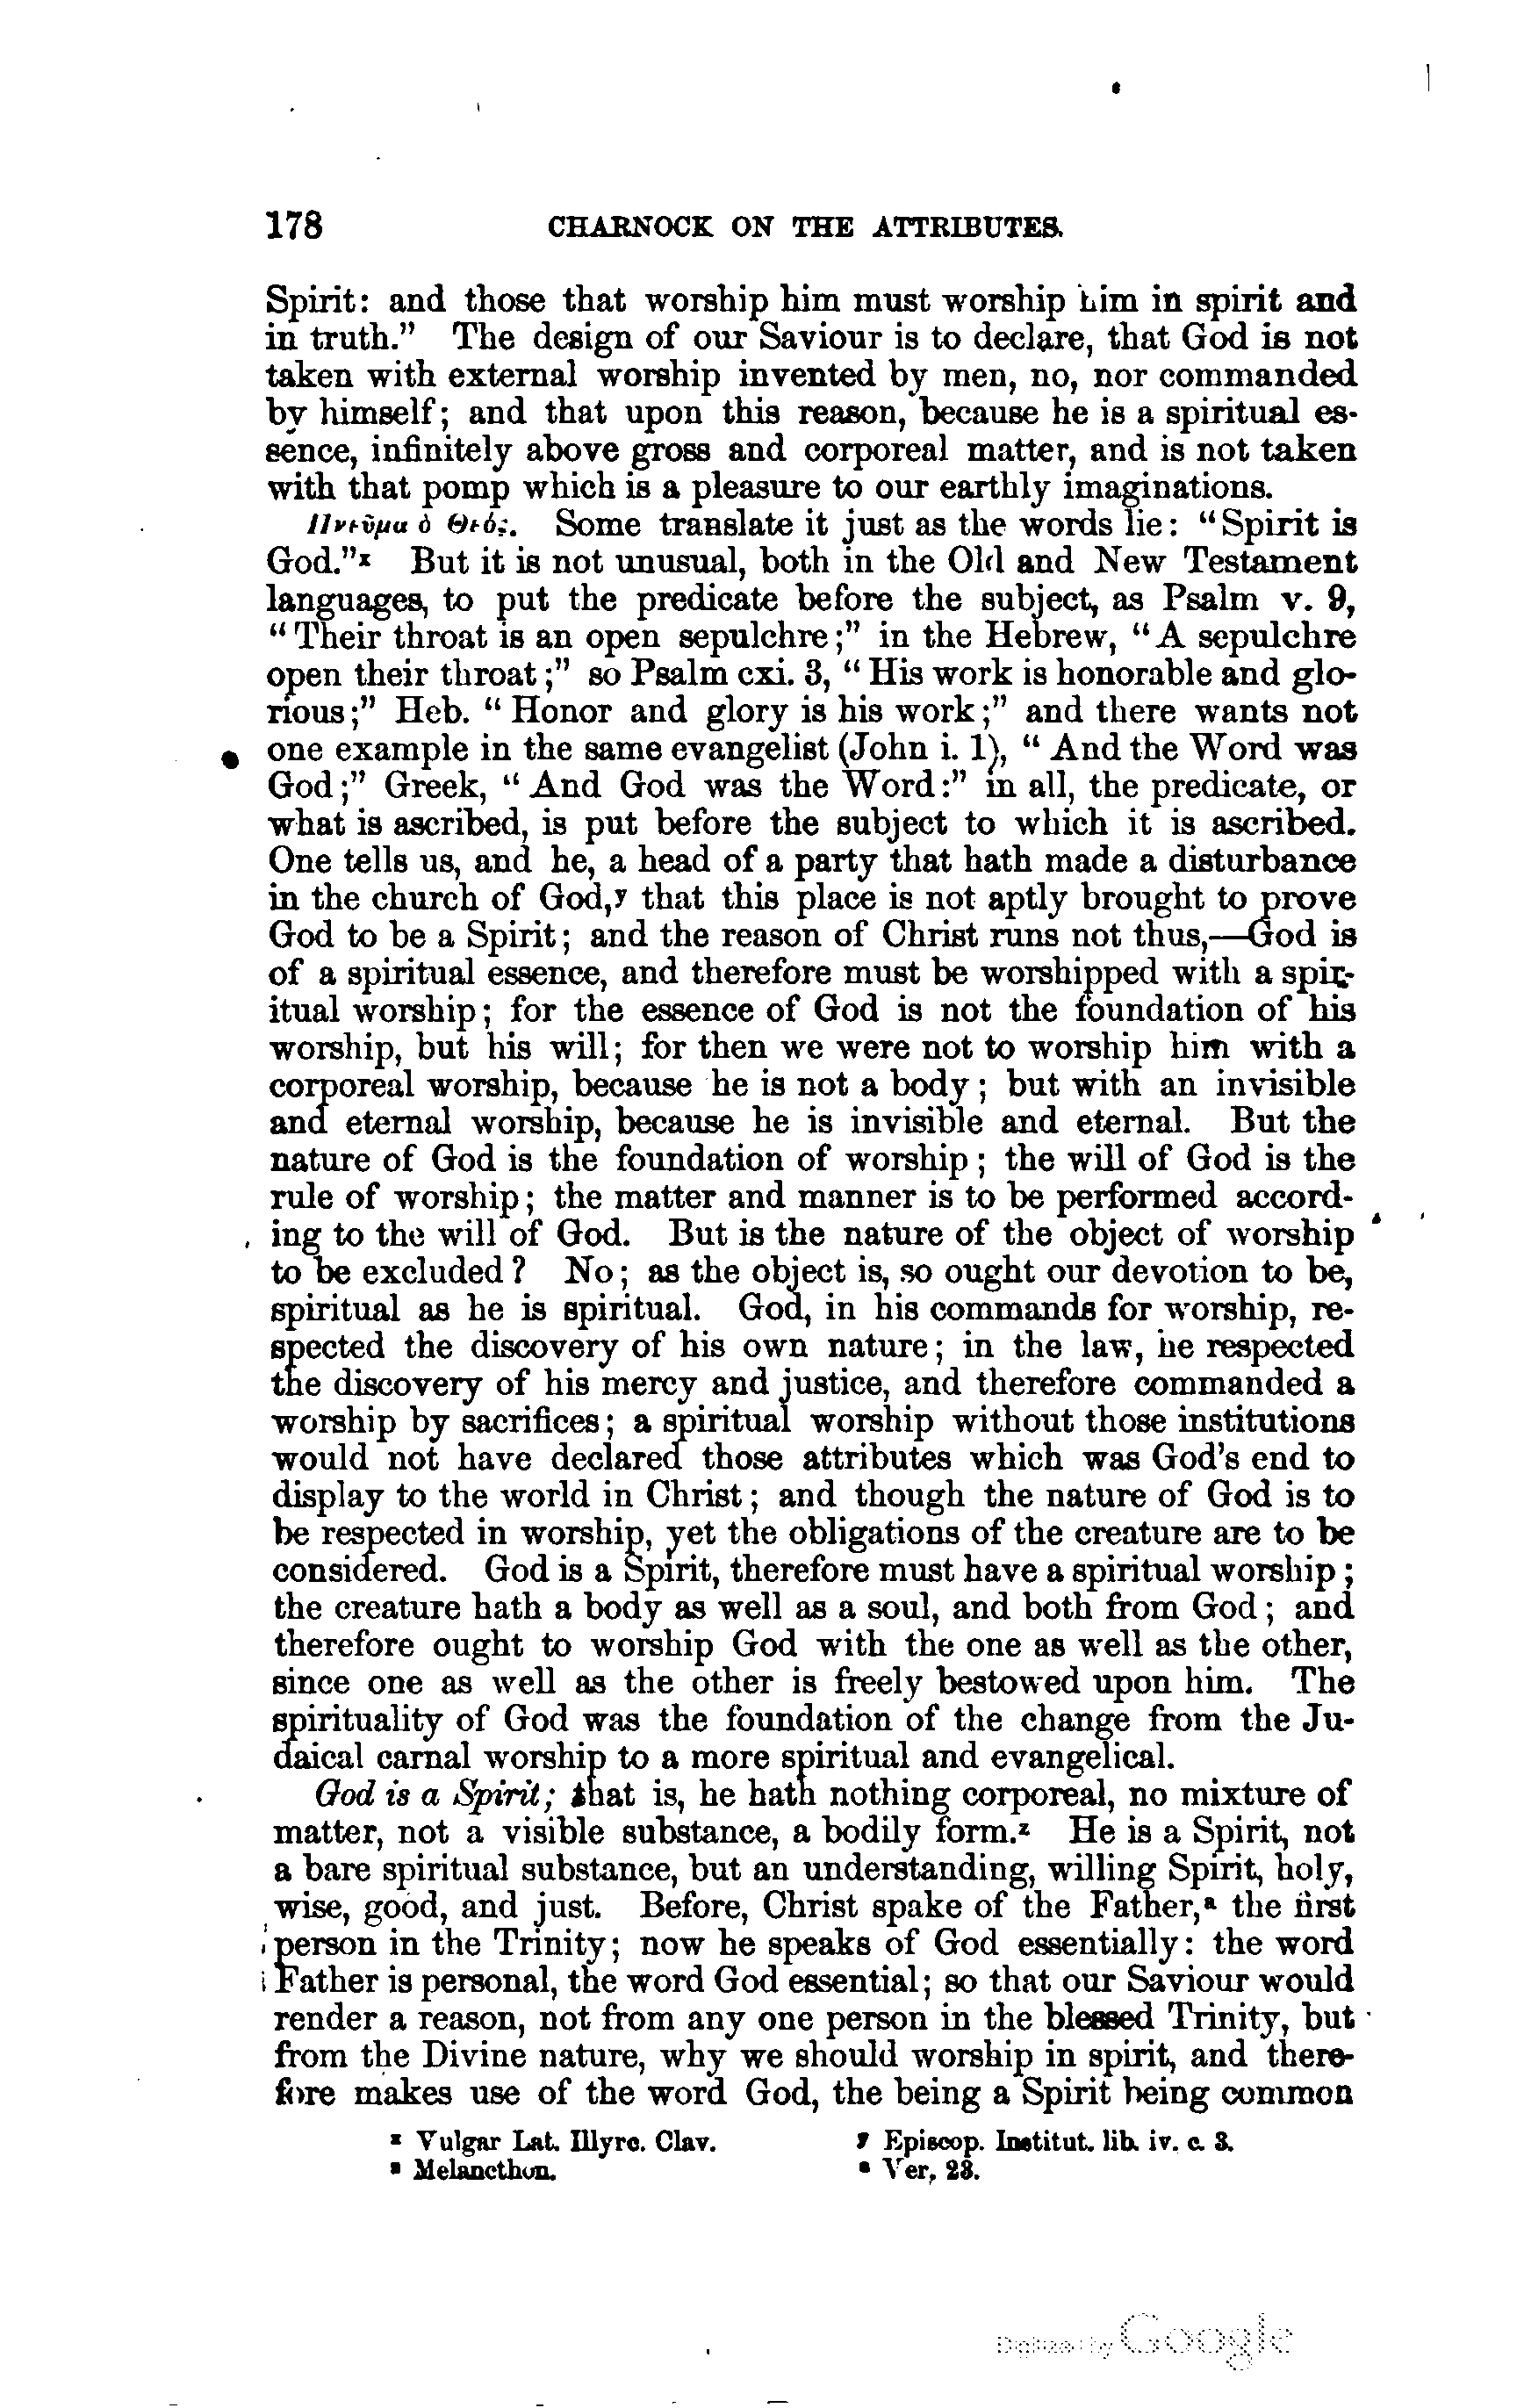 178 CHARNOCK ON THE ATTRIBUTES.
Spirit: and those that worship him must worship him in spirit and
in truth." The design of our Saviour is to declare, that God is not
taken with external worship invented by men, no, nor commanded
by himself; and that upon this reason, because he is a spiritual es-
sence, infinitely above gross and corporeal matter, and is not taken
with that pomp which is a pleasure to our earthly imaginations.
Πνεῦμα ὁ Θεός. Some translate it just as the words lie: "Spirit is
God."x But it is not unusual, both in the Old and New Testament
languages, to put the predicate before the subject, as Psalm v. 9,
"Their throat is an open sepulchre;" in the Hebrew, "A sepulchre
open their throat;" so Psalm cxi. 3, "His work is honorable and glo-
rious;" Heb. "Honor and glory is his work;" and there wants not
one example in the same evangelist (John i. 1), "And the Word was
God;" Greek, "And God was the Word:" in all, the predicate, or
what is ascribed, is put before the subject to which it is ascribed.
One tells us, and he, a head of a party that hath made a disturbance
in the church of God,y that this place is not aptly brought to prove
God to be a Spirit; and the reason of Christ runs not thus,—God is
of a spiritual essence, and therefore must be worshipped with a spir-
itual worship; for the essence of God is not the foundation of his
worship, but his will; for then we were not to worship him with a
corporeal worship, because he is not a body; but with an invisible
and eternal worship, because he is invisible and eternal. But the
nature of God is the foundation of worship; the will of God is the
rule of worship; the matter and manner is to be performed accord-
ing to the will of God. But is the nature of the object of worship
to be excluded? No; as the object is, so ought our devotion to be,
spiritual as he is spiritual. God, in his commands for worship, re-
spected the discovery of his own nature; in the law, he respected
the discovery of his mercy and justice, and therefore commanded a
worship by sacrifices; a spiritual worship without those institutions
would not have declared those attributes which was God's end to
display to the world in Christ; and though the nature of God is to
be respected in worship, yet the obligations of the creature are to be
considered. God is a Spirit, therefore must have a spiritual worship;
the creature hath a body as well as a soul, and both from God; and
therefore ought to worship God with the one as well as the other,
since one as well as the other is freely bestowed upon him. The
spirituality of God was the foundation of the change from the Ju-
daical carnal worship to a more spiritual and evangelical.
God is a Spirit; that is, he hath nothing corporeal, no mixture of
matter, not a visible substance, a bodily form.z He is a Spirit, not
a bare spiritual substance, but an understanding, willing Spirit, holy,
wise, good, and just. Before, Christ spake of the Father,a the first
person in the Trinity; now he speaks of God essentially: the word
Father is personal, the word God essential; so that our Saviour would
render a reason, not from any one person in the blessed Trinity, but
from the Divine nature, why we should worship in spirit, and there-
fore makes use of the word God, the being a Spirit being common
x Vulgar Lat. Illyrc. Clav. y Episcop. Institut. lib. iv. c. 3.
z Melancthon. a Ver. 23.
Digitized by Google